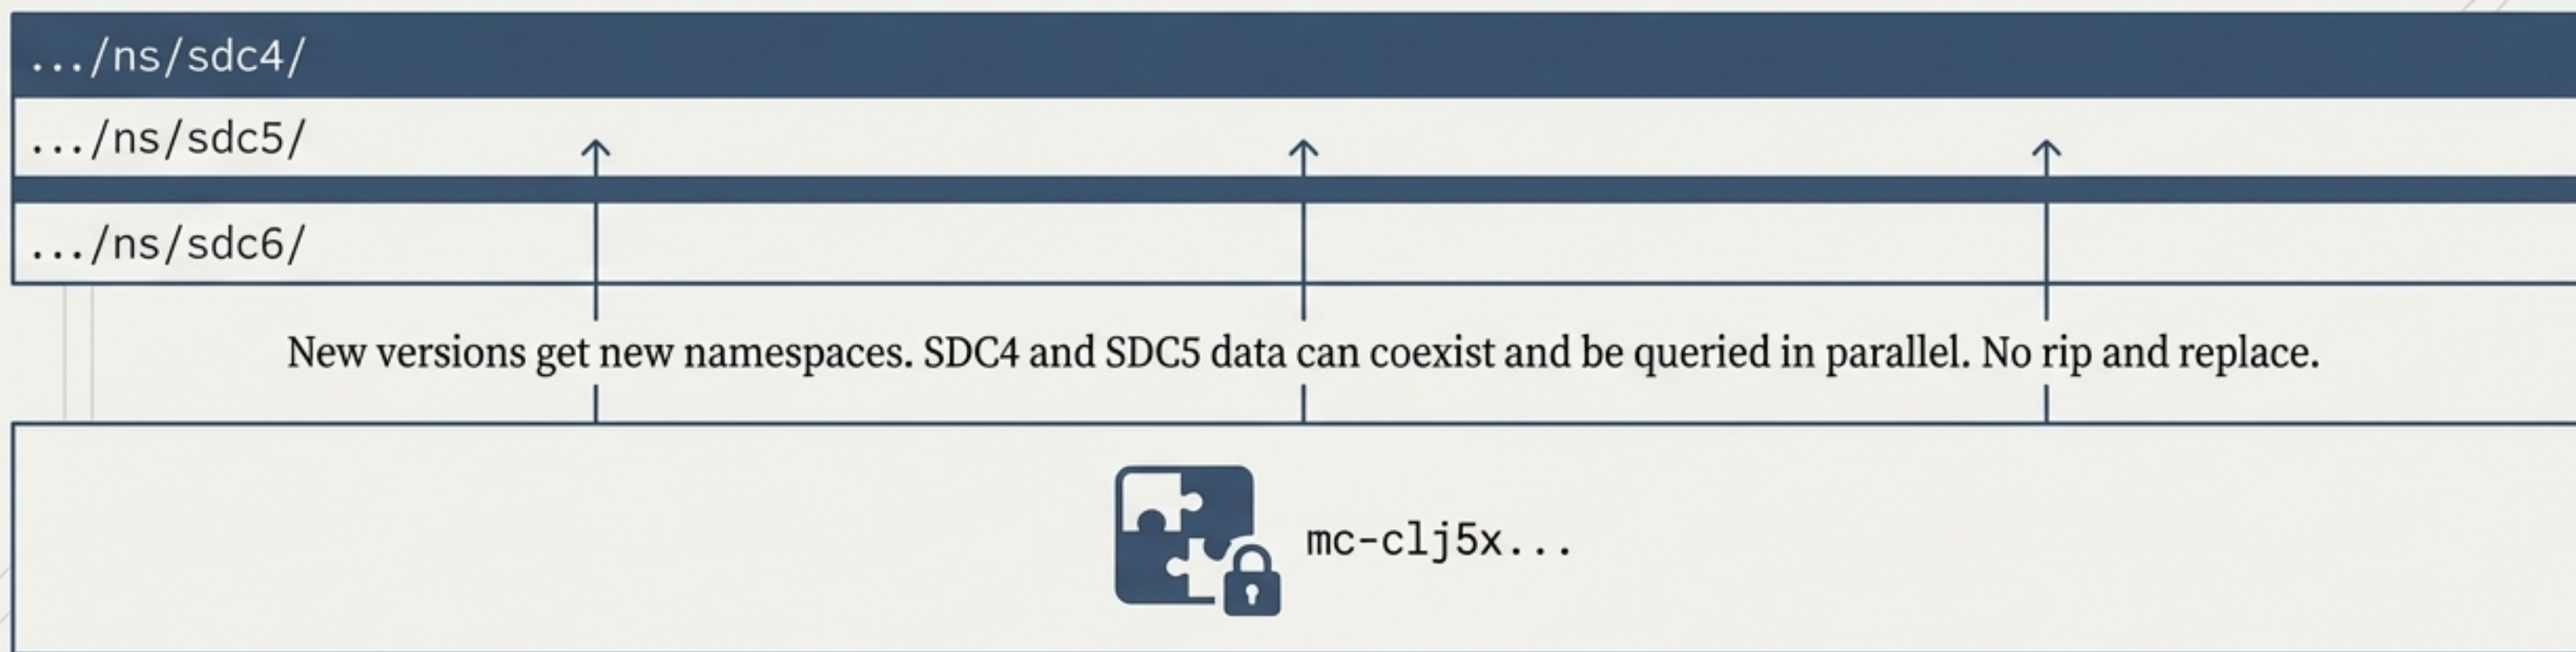 .../ns/sdc4/
.../ns/sdc5/
.../ns/sdc6/
New versions get new namespaces. SDC4 and SDC5 data can coexist and be queried in parallel. No rip and replace.
mc-clj5x...